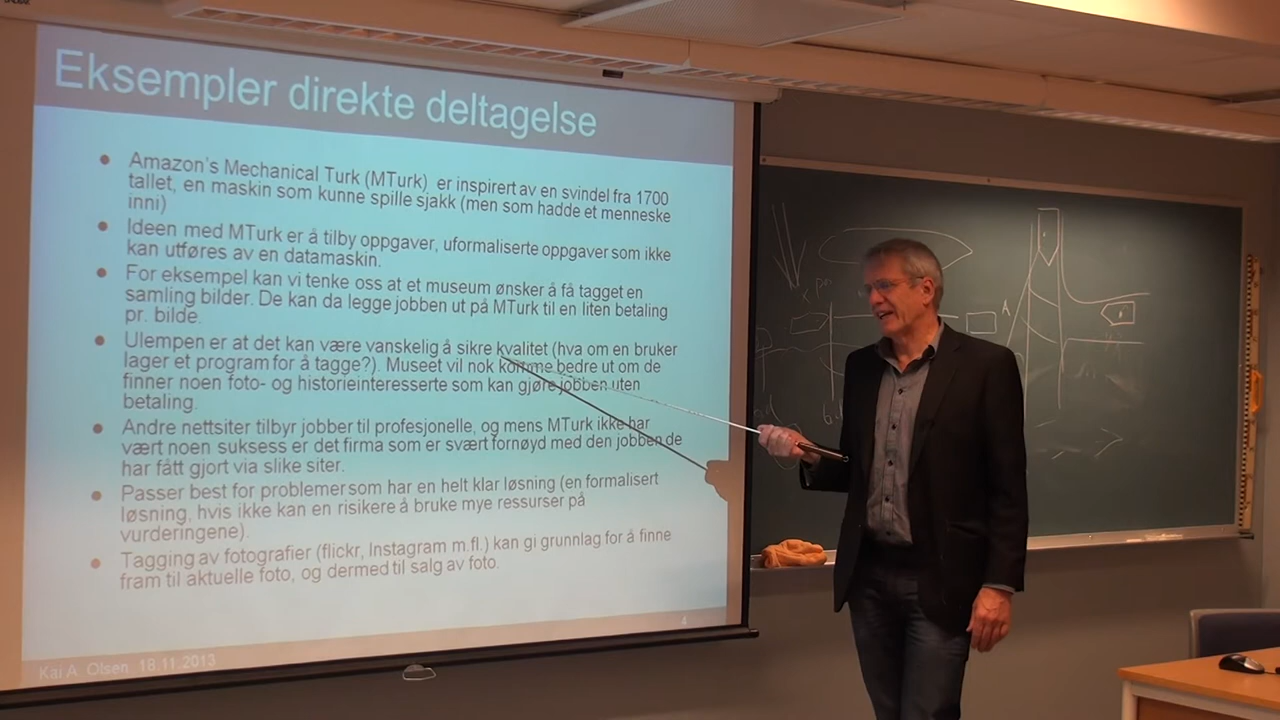 Eksempler direkte deltagelse
• Amazon's Mechanical Turk (MTurk) er inspirert av en svindel fra 1700
tallet, en maskin som kunne spille sjakk (men som hadde et menneske
inni)
• Ideen med MTurk er å tilby oppgaver, uformaliserte oppgaver som ikke
kan utføres av en datamaskin.
• For eksempel kan vi tenke oss at et museum ønsker å få tagget en
samling bilder. De kan da legge jobben ut på MTurk til en liten betaling
pr. bilde.
• Ulempen er at det kan være vanskelig å sikre kvalitet (hva om en bruker
lager et program for å tagge?). Museet vil nok komme bedre ut om de
finner noen foto- og historieinteresserte som kan gjøre jobben uten
betaling.
• Andre nettsiter tilbyr jobber til profesjonelle, og mens MTurk ikke har
vært noen suksess er det firma som er svært fornøyd med den jobben de
har fått gjort via slike siter.
• Passer best for problemer som har en helt klar løsning (en formalisert
løsning, hvis ikke kan en risikere å bruke mye ressurser på
vurderingene).
• Tagging av fotografier (flickr, Instagram m.fl.) kan gi grunnlag for å finne
fram til aktuelle foto, og dermed til salg av foto.
4
Kai A. Olsen, 18.11.2013
A